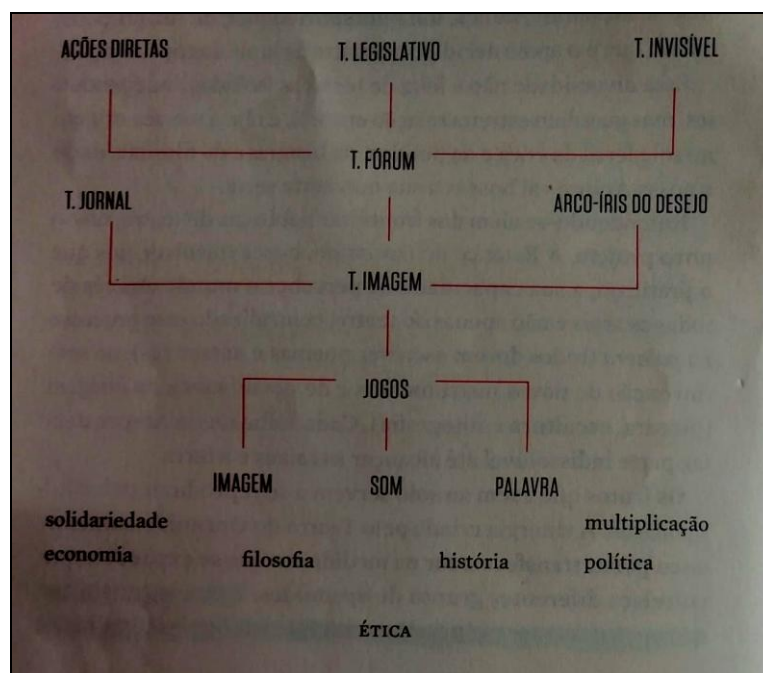 AÇÕES DIRETAS T. LEGISLATIVO T. INVISÍVEL
T. FÓRUM
T. JORNAL ARCO-ÍRIS DO DESEJO
T. IMAGEM
JOGOS
IMAGEM SOM PALAVRA
solidariedade multiplicação
economia filosofia história política
ÉTICA